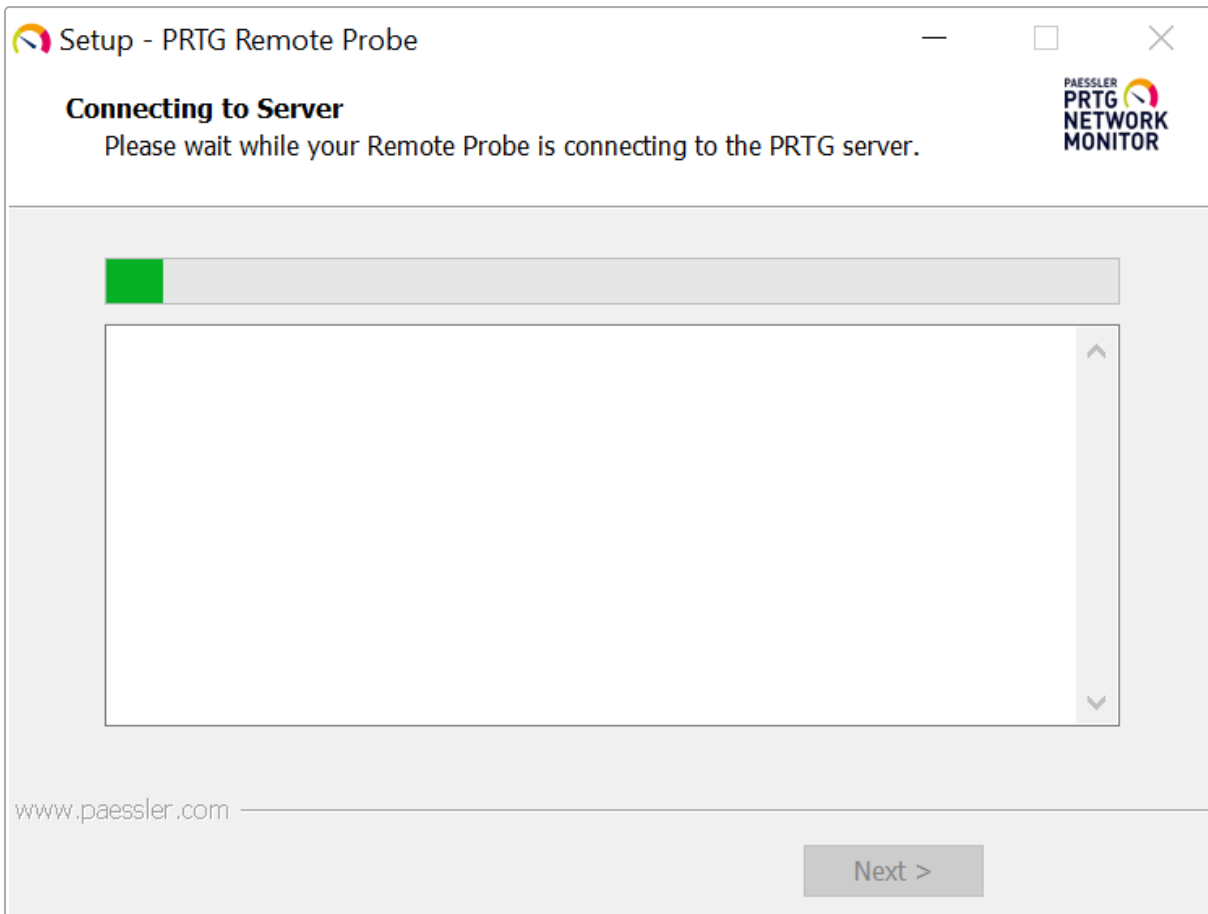 Setup - PRTG Remote Probe
Connecting to Server
Please wait while your Remote Probe is connecting to the PRTG server.
PAESSLER
PRTG
NETWORK
MONITOR
www.paessler.com
Next >